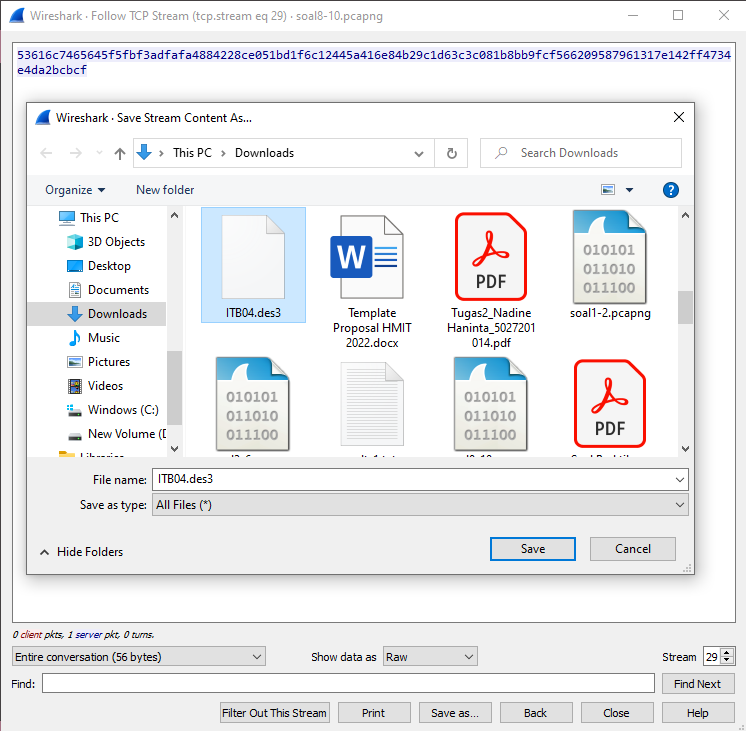 Wireshark · Follow TCP Stream (tcp.stream eq 29) · soal8-10.pcapng
53616c7465645f5fbf3adfafa4884228ce051bd1f6c12445a416e84b29c1d63c3c081b8bb9fcf566209587961317e142ff4734
e4da2bcbcf
Wireshark · Save Stream Content As...
This PC
Downloads
Search Downloads
Organize
New folder
This PC
3D Objects
Desktop
Documents
Downloads
Music
Pictures
Videos
Windows (C:)
New Volume (D
Libraries
ITB04.des3
Template
Proposal HMIT
2022.docx
PDF
Tugas2_Nadine
Haninta_5027201
014.pdf
010101
011010
011100
soal1-2.pcapng
010101
011010
011100
010101
011010
011100
PDF
File name:
ITB04.des3
Save as type:
All Files (*)
Hide Folders
Save
Cancel
0 client pkts, 1 server pkt, 0 turns.
Entire conversation (56 bytes)
Show data as
Raw
Stream
29
Find:
Find Next
Filter Out This Stream
Print
Save as...
Back
Close
Help